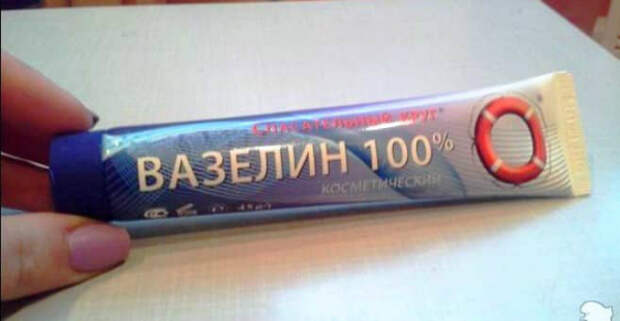 Спасательный круг®
ВАЗЕЛИН 100%
КОСМЕТИЧЕСКИЙ